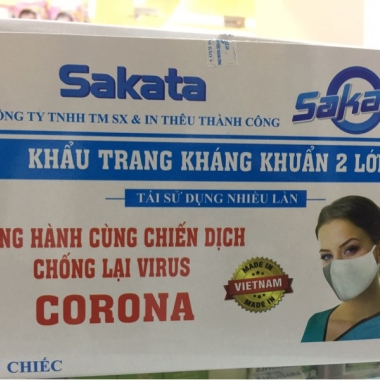 Sakata
Saka
ÔNG TY TNHH TM SX & IN THÊU THÀNH CÔNG
KHẨU TRANG KHÁNG KHUẨN 2 LỚP
TÁI SỬ DỤNG NHIỀU LẦN
NG HÀNH CÙNG CHIẾN DỊCH
CHỐNG LẠI VIRUS
CORONA
MADE IN
VIETNAM
MADE IN
CHIẾC